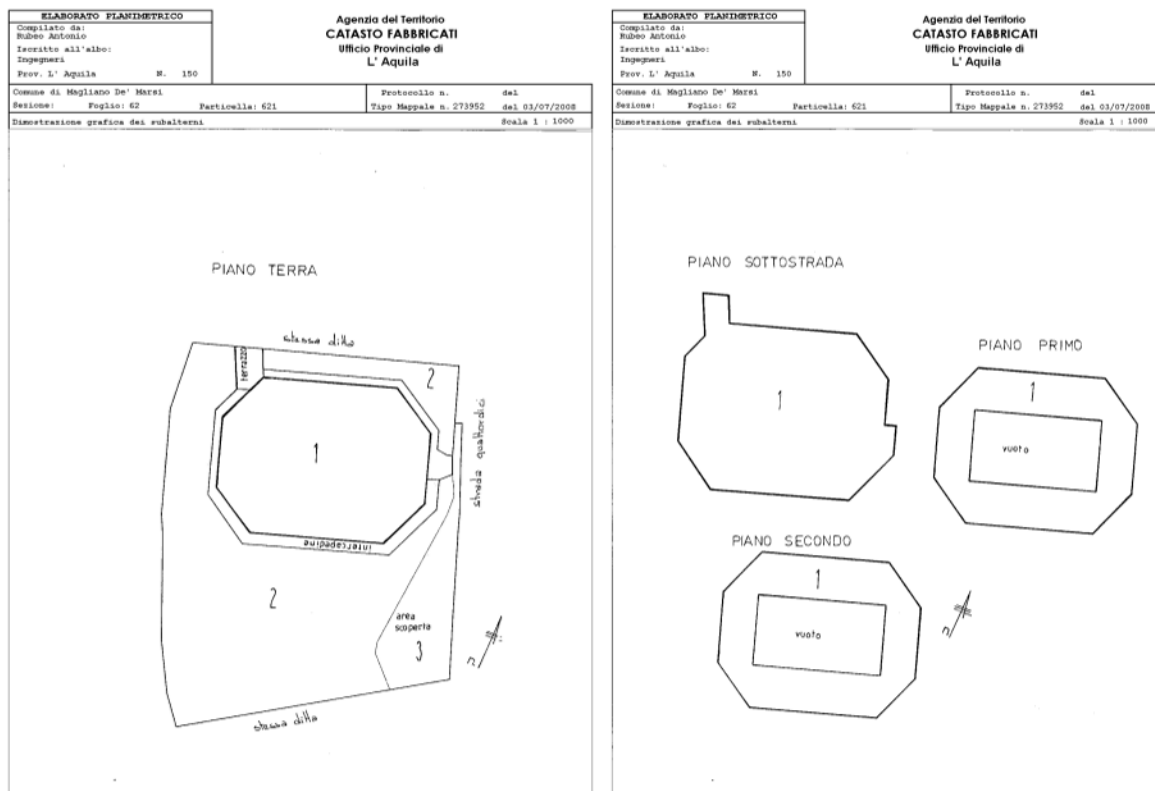 ELABORATO PLANIMETRICO
Compilato da:
Rubeo Antonio
Iscritto all'albo:
Ingegneri
Prov. L' Aquila N. 150
Agenzia del Territorio
CATASTO FABBRICATI
Ufficio Provinciale di
L' Aquila
Comune di Magliano De' Marsi
Sezione: Foglio: 62 Particella: 621
Protocollo n. del
Tipo Mappale n. 273952 del 03/07/2008
Dimostrazione grafica dei subalterni Scala 1 : 1000
PIANO TERRA
stessa ditta
terrazzo
2
strada quattordici
1
intercapedine
2
area
scoperta
3
n
stessa ditta
ELABORATO PLANIMETRICO
Compilato da:
Rubeo Antonio
Iscritto all'albo:
Ingegneri
Prov. L' Aquila N. 150
Agenzia del Territorio
CATASTO FABBRICATI
Ufficio Provinciale di
L' Aquila
Comune di Magliano De' Marsi
Sezione: Foglio: 62 Particella: 621
Protocollo n. del
Tipo Mappale n. 273952 del 03/07/2008
Dimostrazione grafica dei subalterni Scala 1 : 1000
PIANO SOTTOSTRADA
1
PIANO PRIMO
1
vuoto
PIANO SECONDO
1
vuoto
n